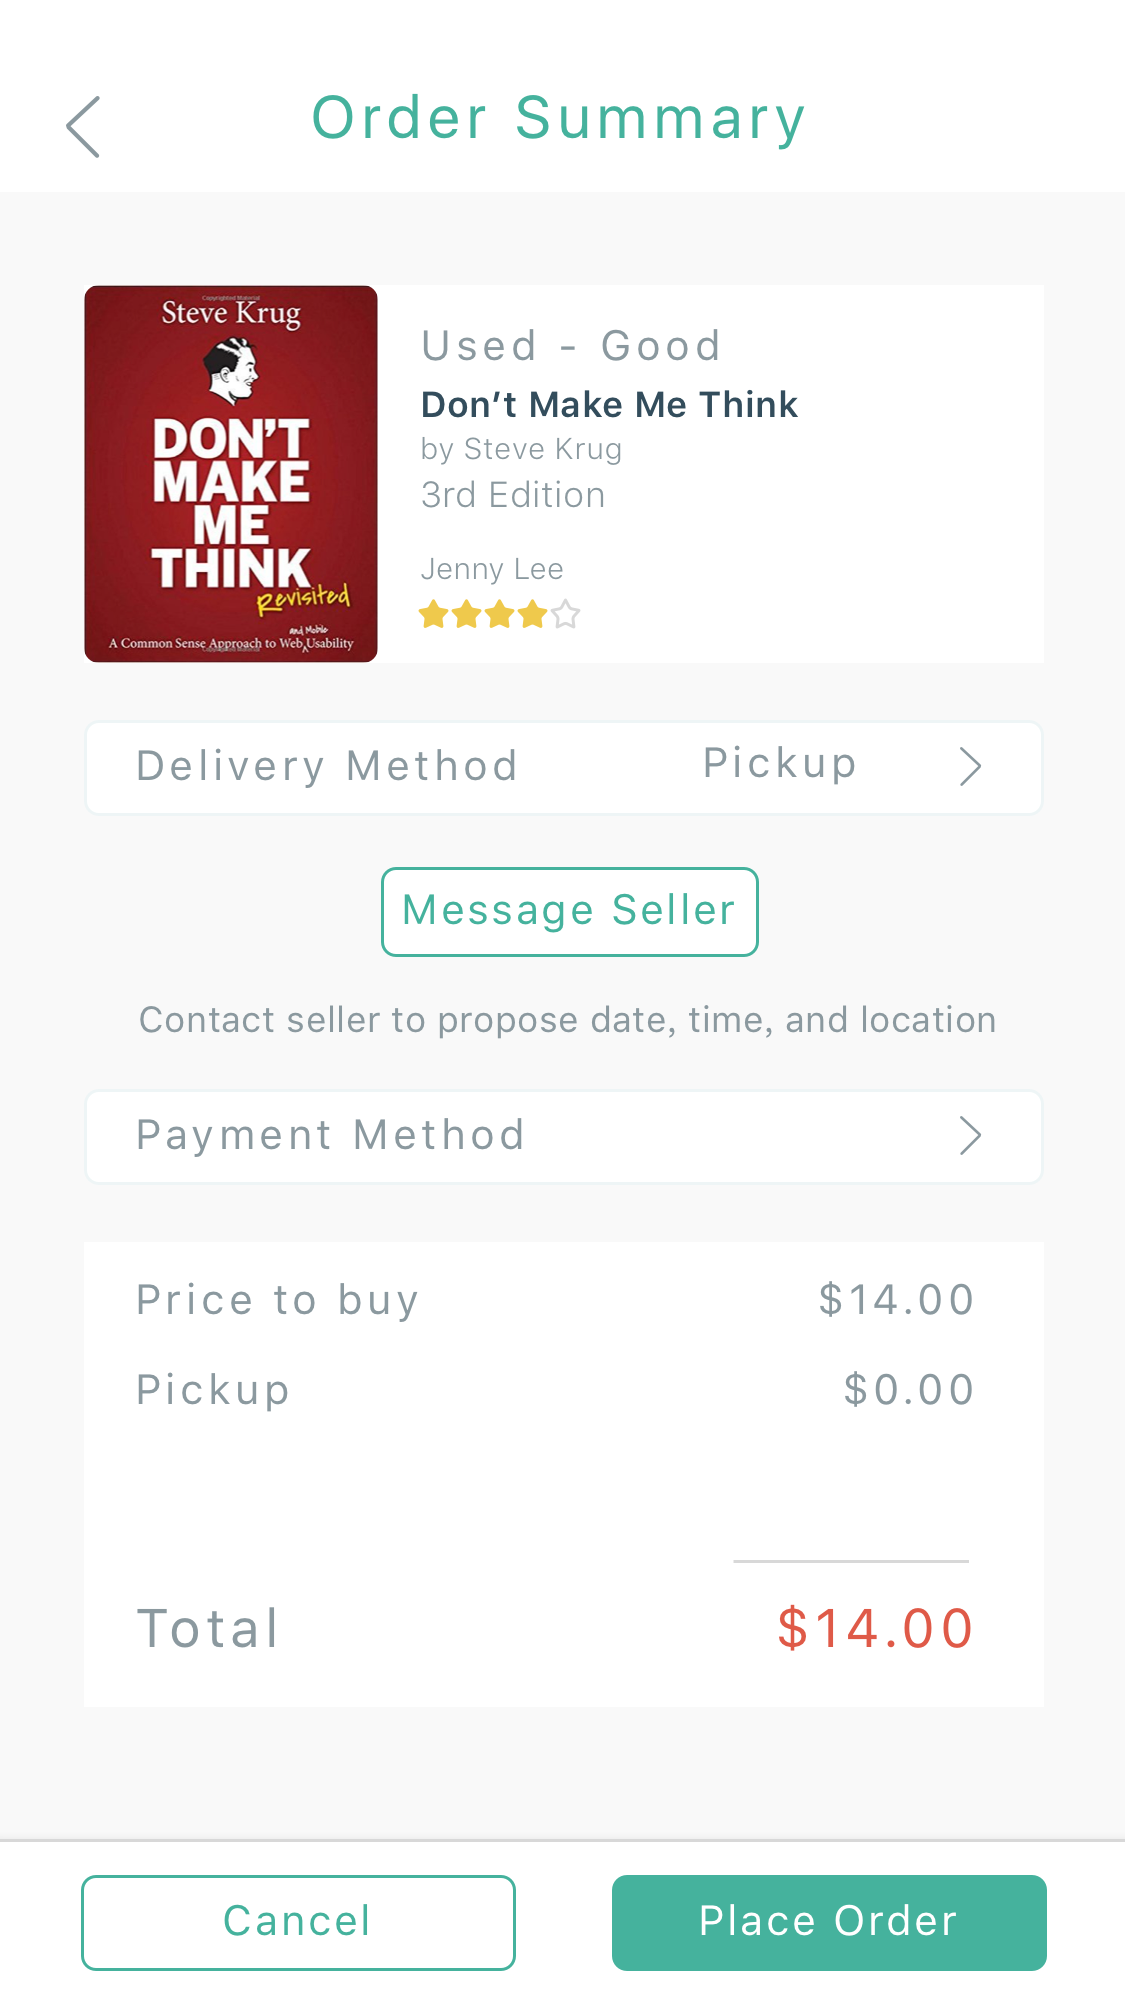 Order Summary
Copyrighted Material
Steve Krug
DON'T
MAKE
ME
THINK
Revisited
and Mobile
A Common Sense Approach to Web Usability
Copyrighted Material
Used - Good
Don’t Make Me Think
by Steve Krug
3rd Edition
Jenny Lee
Delivery Method Pickup
Message Seller
Contact seller to propose date, time, and location
Payment Method
Price to buy $14.00
Pickup $0.00
Total $14.00
Cancel Place Order